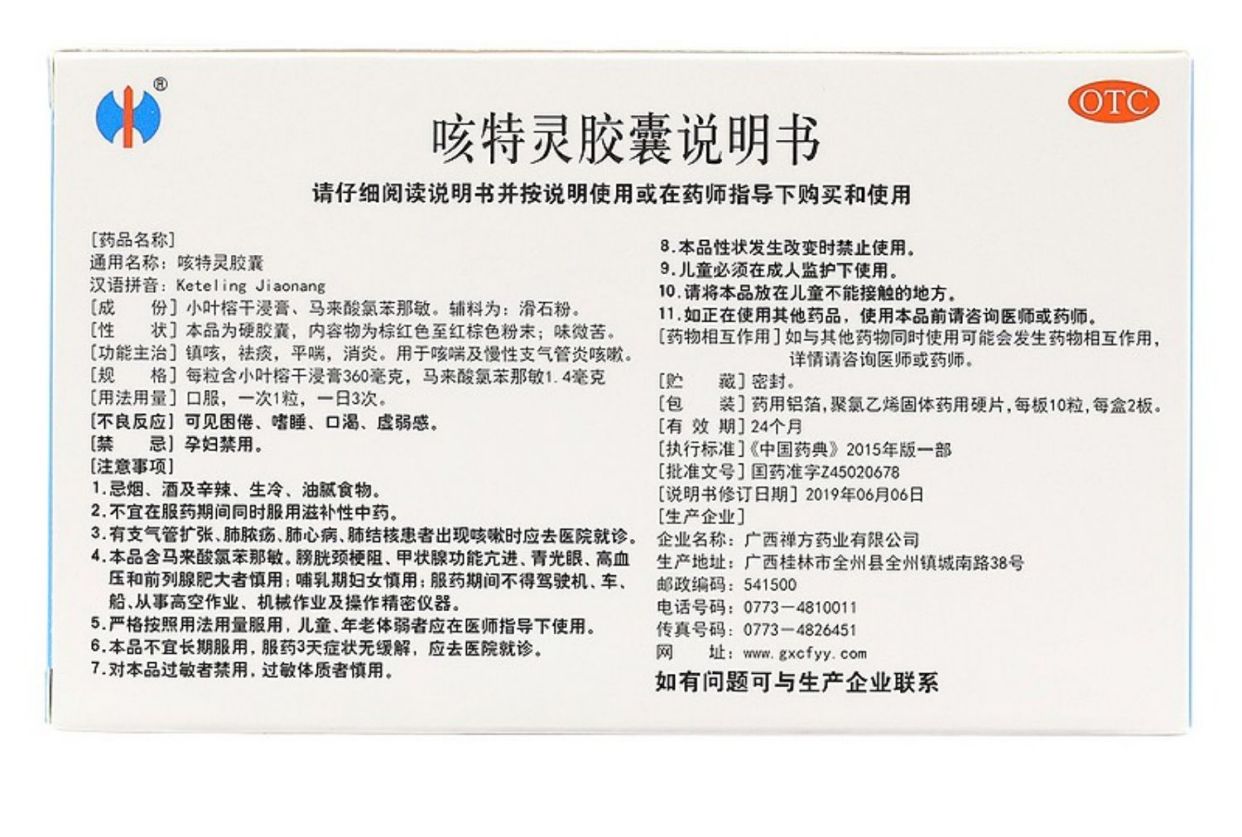 ®
OTC
咳特灵胶囊说明书
请仔细阅读说明书并按说明使用或在药师指导下购买和使用
[药品名称]
通用名称：咳特灵胶囊
汉语拼音：Keteling Jiaonang
[成　　份] 小叶榕干浸膏、马来酸氯苯那敏。辅料为：滑石粉。
[性　　状] 本品为硬胶囊，内容物为棕红色至红棕色粉末；味微苦。
[功能主治] 镇咳，祛痰，平喘，消炎。用于咳喘及慢性支气管炎咳嗽。
[规　　格] 每粒含小叶榕干浸膏360毫克，马来酸氯苯那敏1.4毫克
[用法用量] 口服，一次1粒，一日3次。
[不良反应] 可见困倦、嗜睡、口渴、虚弱感。
[禁　　忌] 孕妇禁用。
[注意事项]
1.忌烟、酒及辛辣、生冷、油腻食物。
2.不宜在服药期间同时服用滋补性中药。
3.有支气管扩张、肺脓疡、肺心病、肺结核患者出现咳嗽时应去医院就诊。
4.本品含马来酸氯苯那敏。膀胱颈梗阻、甲状腺功能亢进、青光眼、高血
压和前列腺肥大者慎用；哺乳期妇女慎用；服药期间不得驾驶机、车、
船、从事高空作业、机械作业及操作精密仪器。
5.严格按照用法用量服用，儿童、年老体弱者应在医师指导下使用。
6.本品不宜长期服用，服药3天症状无缓解，应去医院就诊。
7.对本品过敏者禁用，过敏体质者慎用。
8.本品性状发生改变时禁止使用。
9.儿童必须在成人监护下使用。
10.请将本品放在儿童不能接触的地方。
11.如正在使用其他药品，使用本品前请咨询医师或药师。
[药物相互作用] 如与其他药物同时使用可能会发生药物相互作用，
详情请咨询医师或药师。
[贮　　藏] 密封。
[包　　装] 药用铝箔，聚氯乙烯固体药用硬片，每板10粒，每盒2板。
[有 效 期] 24个月
[执行标准]《中国药典》2015年版一部
[批准文号] 国药准字Z45020678
[说明书修订日期] 2019年06月06日
[生产企业]
企业名称：广西禅方药业有限公司
生产地址：广西桂林市全州县全州镇城南路38号
邮政编码：541500
电话号码：0773－4810011
传真号码：0773－4826451
网　　址：www.gxcfyy.com
如有问题可与生产企业联系